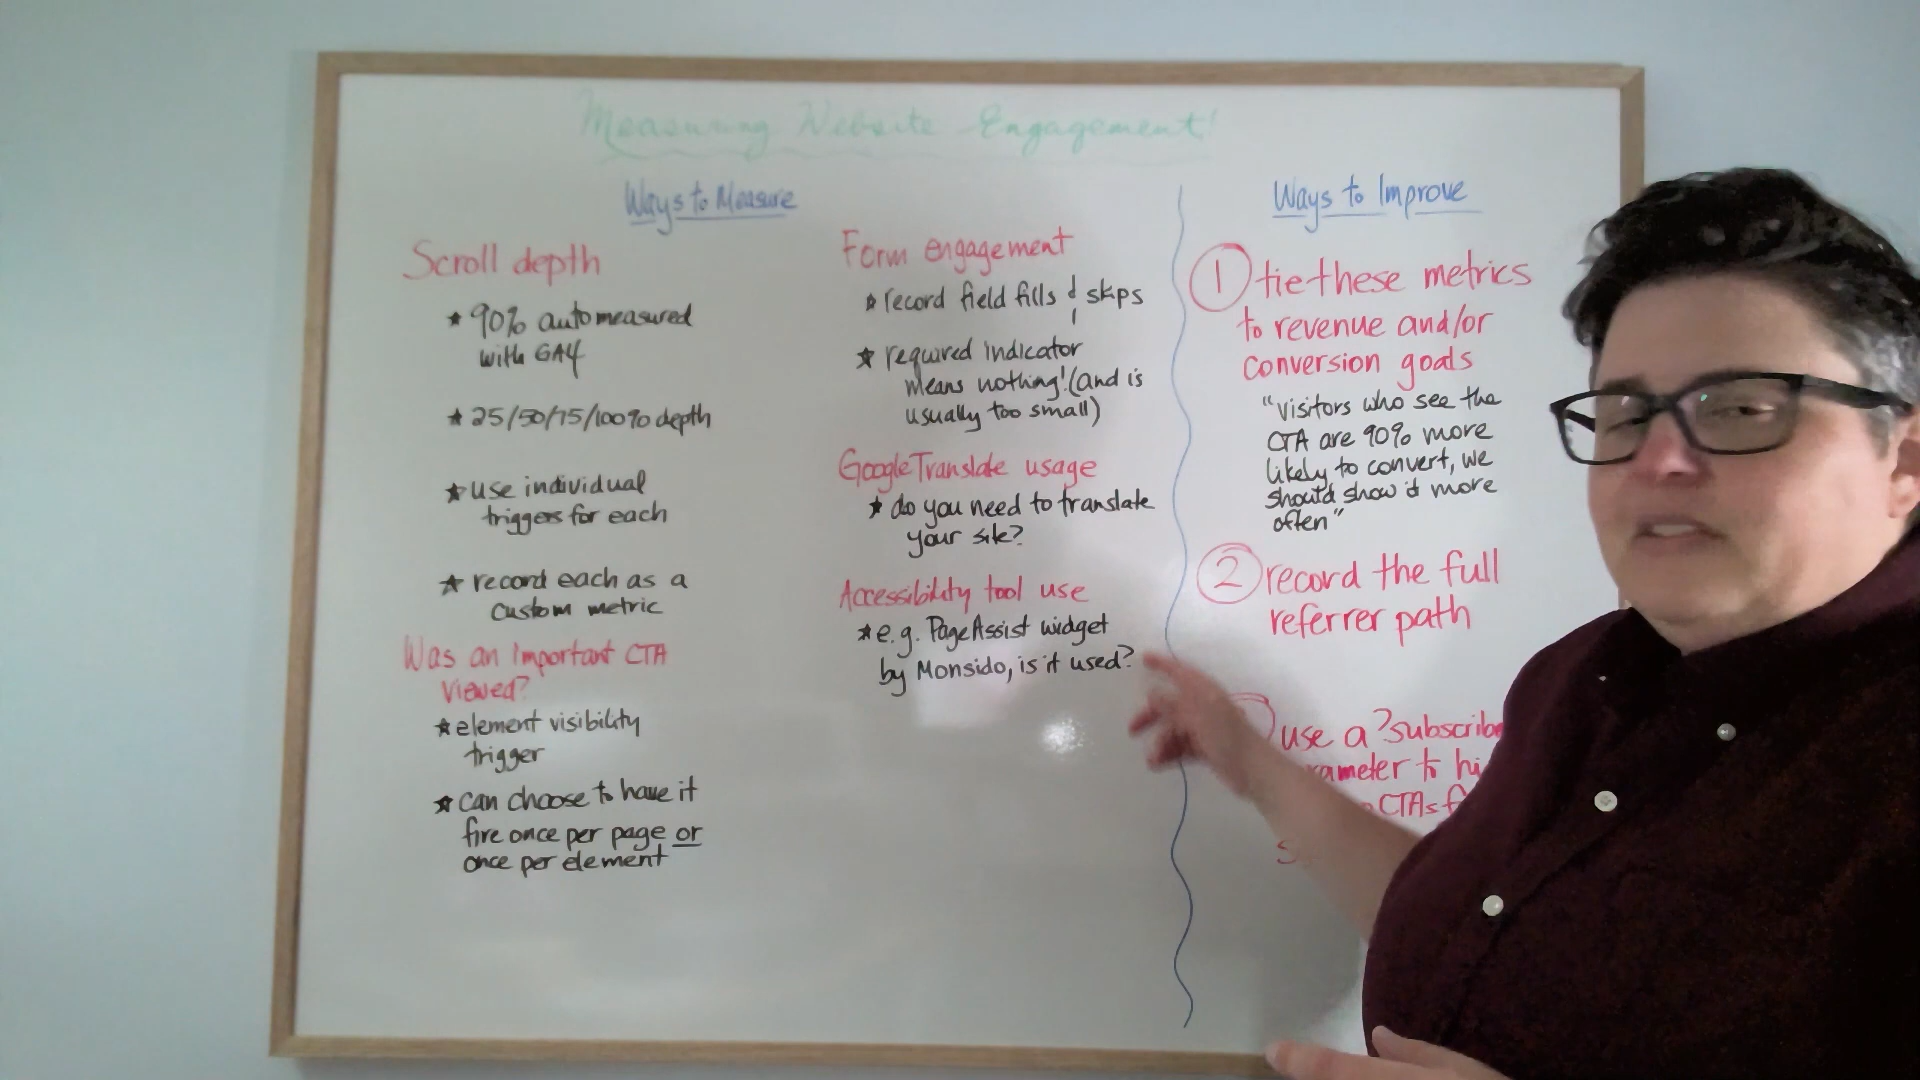 Measuring Website Engagement!
Ways to Measure
Scroll depth
★ 90% automeasured
with GA4
★ 25/50/75/100% depth
★ use individual
triggers for each
★ record each as a
custom metric
Was an important CTA
viewed?
★ element visibility
trigger
★ can choose to have it
fire once per page or
once per element
Form engagement
★ record field fills & skips
★ required indicator
means nothing! (and is
usually too small)
Google Translate usage
★ do you need to translate
your site?
Accessibility tool use
★ e.g. PageAssist widget
by Monsido, is it used?
Ways to Improve
1 tie these metrics
to revenue and/or
conversion goals
"visitors who see the
CTA are 90% more
likely to convert, we
should show it more
often"
2 record the full
referrer path
use a ?subscribe
rameter to hi
CTAs f